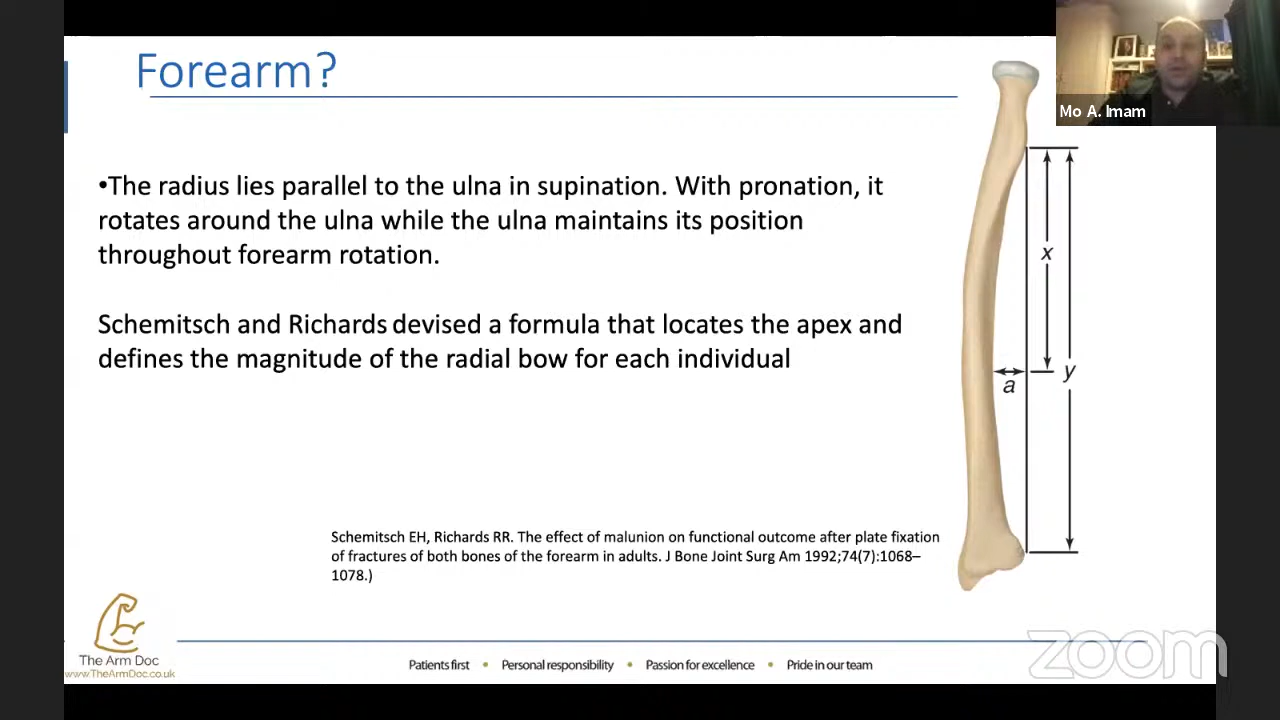 Forearm?
Mo A. Imam
•The radius lies parallel to the ulna in supination. With pronation, it
rotates around the ulna while the ulna maintains its position
throughout forearm rotation.
Schemitsch and Richards devised a formula that locates the apex and
defines the magnitude of the radial bow for each individual
x
a
y
Schemitsch EH, Richards RR. The effect of malunion on functional outcome after plate fixation
of fractures of both bones of the forearm in adults. J Bone Joint Surg Am 1992;74(7):1068–
1078.)
The Arm Doc
www.TheArmDoc.co.uk
Patients first • Personal responsibility • Passion for excellence • Pride in our team
zoom